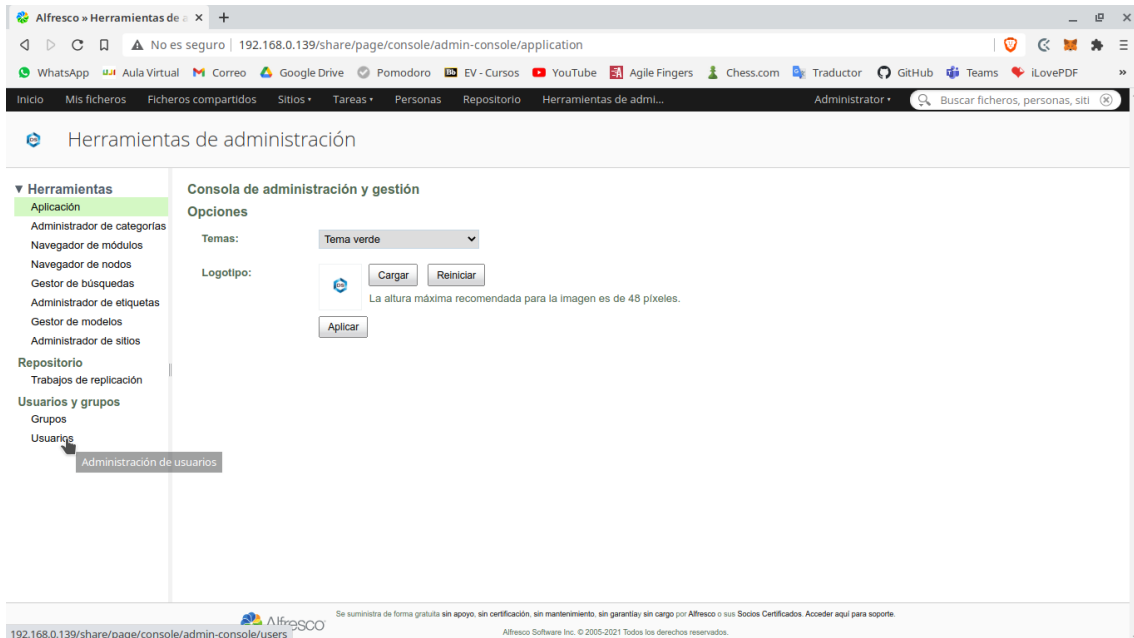 Alfresco » Herramientas de a
No es seguro 192.168.0.139/share/page/console/admin-console/application
WhatsApp Aula Virtual Correo Google Drive Pomodoro Bb EV - Cursos YouTube Agile Fingers Chess.com Traductor GitHub Teams iLovePDF »
Inicio Mis ficheros Ficheros compartidos Sitios Tareas Personas Repositorio Herramientas de admi... Administrator Buscar ficheros, personas, siti
Herramientas de administración
Herramientas
Aplicación
Administrador de categorías
Navegador de módulos
Navegador de nodos
Gestor de búsquedas
Administrador de etiquetas
Gestor de modelos
Administrador de sitios
Repositorio
Trabajos de replicación
Usuarios y grupos
Grupos
Usuarios
Administración de usuarios
Consola de administración y gestión
Opciones
Temas: Tema verde
Logotipo: Cargar Reiniciar
La altura máxima recomendada para la imagen es de 48 píxeles.
Aplicar
Alfresco
Se suministra de forma gratuita sin apoyo, sin certificación, sin mantenimiento, sin garantíay sin cargo por Alfresco o sus Socios Certificados. Acceder aquí para soporte.
Alfresco Software Inc. © 2005-2021 Todos los derechos reservados.
192.168.0.139/share/page/console/admin-console/users